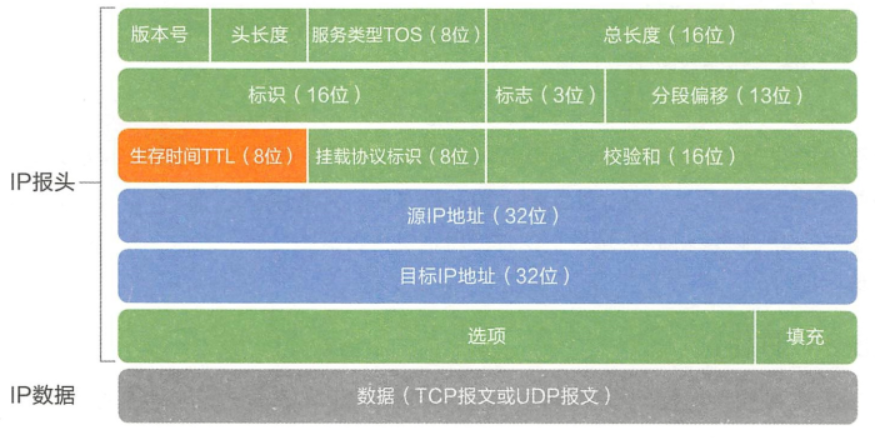 版本号 头长度 服务类型TOS（8位） 总长度（16位）
标识（16位） 标志（3位） 分段偏移（13位）
生存时间TTL（8位） 挂载协议标识（8位） 校验和（16位）
IP报头
源IP地址（32位）
目标IP地址（32位）
选项 填充
IP数据 数据（TCP报文或UDP报文）